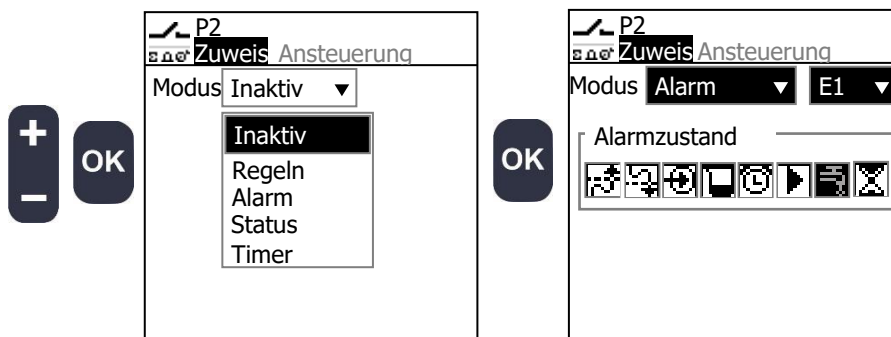 +
−
OK
P2
Zuweis Ansteuerung
Modus Inaktiv
Inaktiv
Regeln
Alarm
Status
Timer
OK
P2
Zuweis Ansteuerung
Modus Alarm E1
Alarmzustand